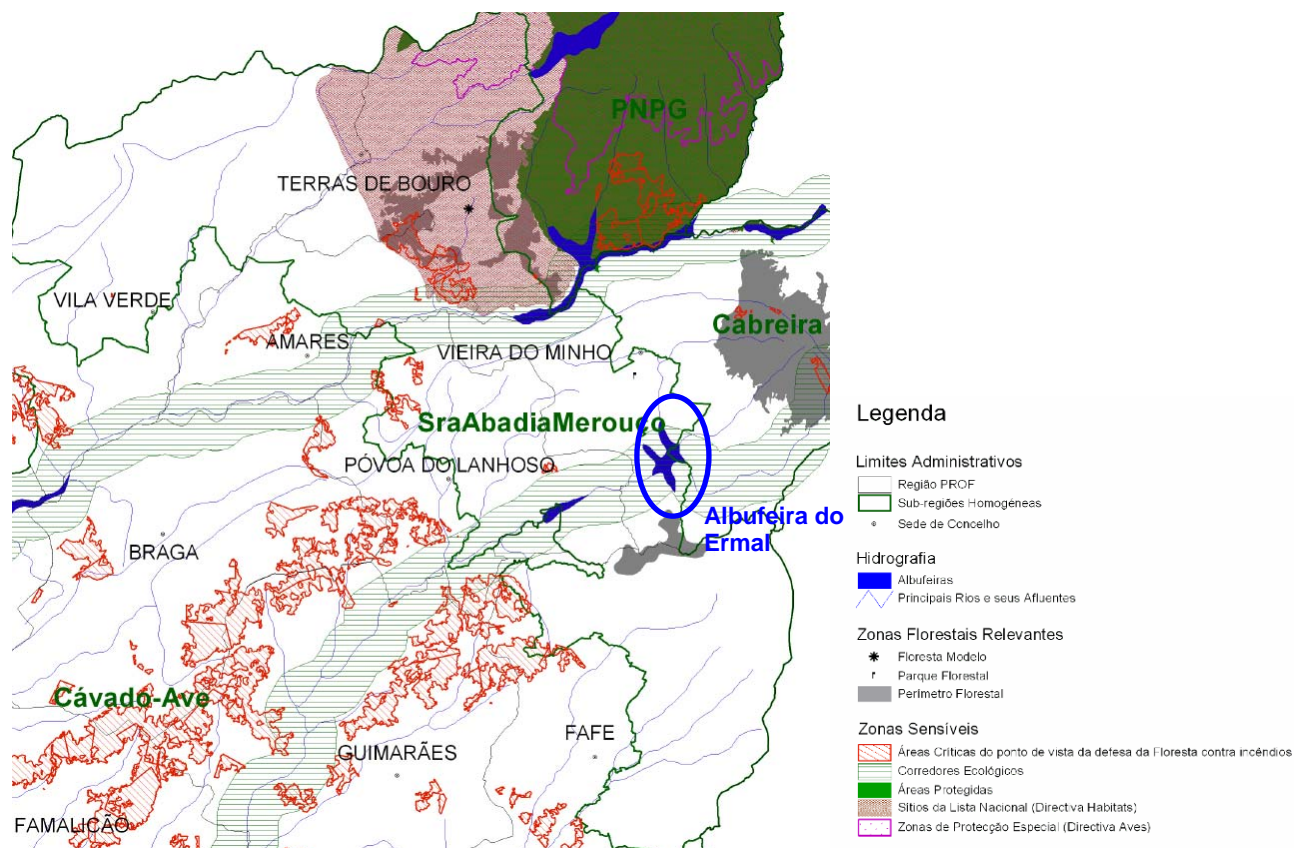 PNPG
TERRAS DE BOURO
VILA VERDE
AMARES
VIEIRA DO MINHO
Cabreira
SraAbadiaMerouço
PÓVOA DO LANHOSO
Albufeira do
Ermal
BRAGA
Cávado-Ave
GUIMARÃES
FAFE
FAMALICÃO
Legenda
Limites Administrativos
Região PROF
Sub-regiões Homogéneas
Sede de Concelho
Hidrografia
Albufeiras
Principais Rios e seus Afluentes
Zonas Florestais Relevantes
Floresta Modelo
Parque Florestal
Perímetro Florestal
Zonas Sensíveis
Áreas Críticas do ponto de vista da defesa da Floresta contra incêndios
Corredores Ecológicos
Áreas Protegidas
Sítios da Lista Nacional (Directiva Habitats)
Zonas de Protecção Especial (Directiva Aves)